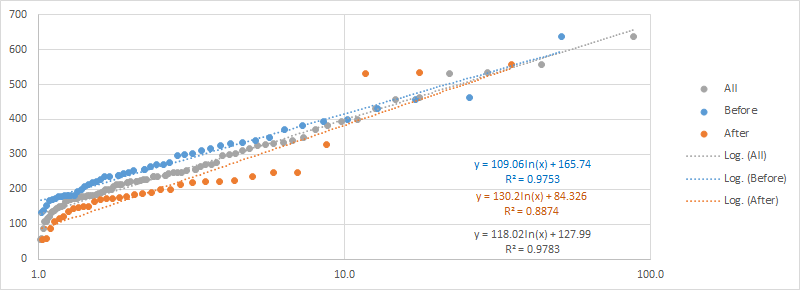 700
600
500
400
300
200
100
0
1.0
10.0
100.0
y = 109.06ln(x) + 165.74
R² = 0.9753
y = 130.2ln(x) + 84.326
R² = 0.8874
y = 118.02ln(x) + 127.99
R² = 0.9783
All
Before
After
Log. (All)
Log. (Before)
Log. (After)